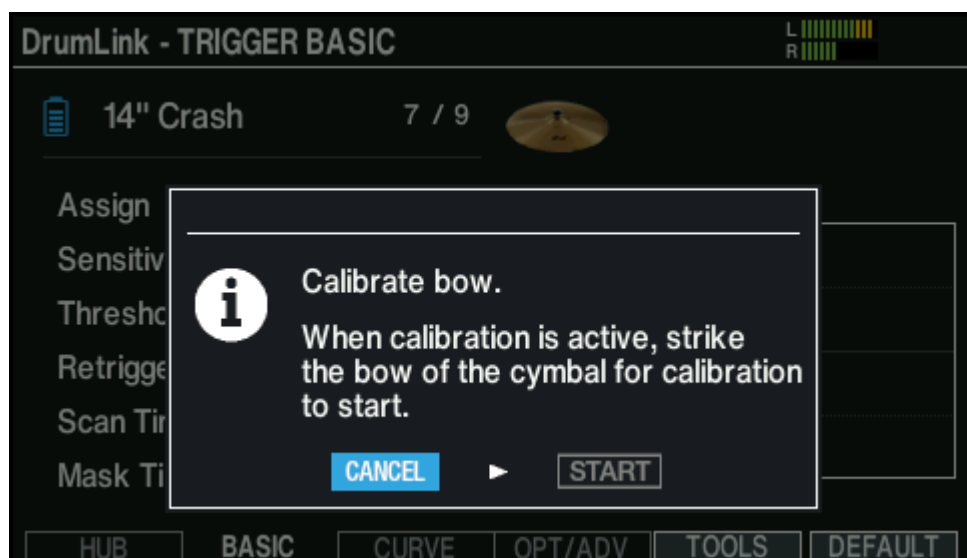 DrumLink - TRIGGER BASIC
L
R
14" Crash 7 / 9
Assign
Sensitiv
Thresho
Retrigge
Scan Tim
Mask Ti
Calibrate bow.
When calibration is active, strike
the bow of the cymbal for calibration
to start.
CANCEL START
HUB BASIC CURVE OPT/ADV TOOLS DEFAULT